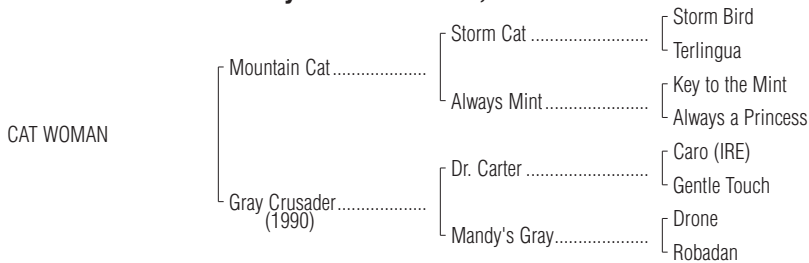 Storm Bird
Storm Cat ..............................
Terlingua
Mountain Cat....................
Key to the Mint
Always Mint.......................
Always a Princess
CAT WOMAN
Caro (IRE)
Dr. Carter ...........................
Gentle Touch
Gray Crusader...................
(1990)
Drone
Mandy's Gray.....................
Robadan